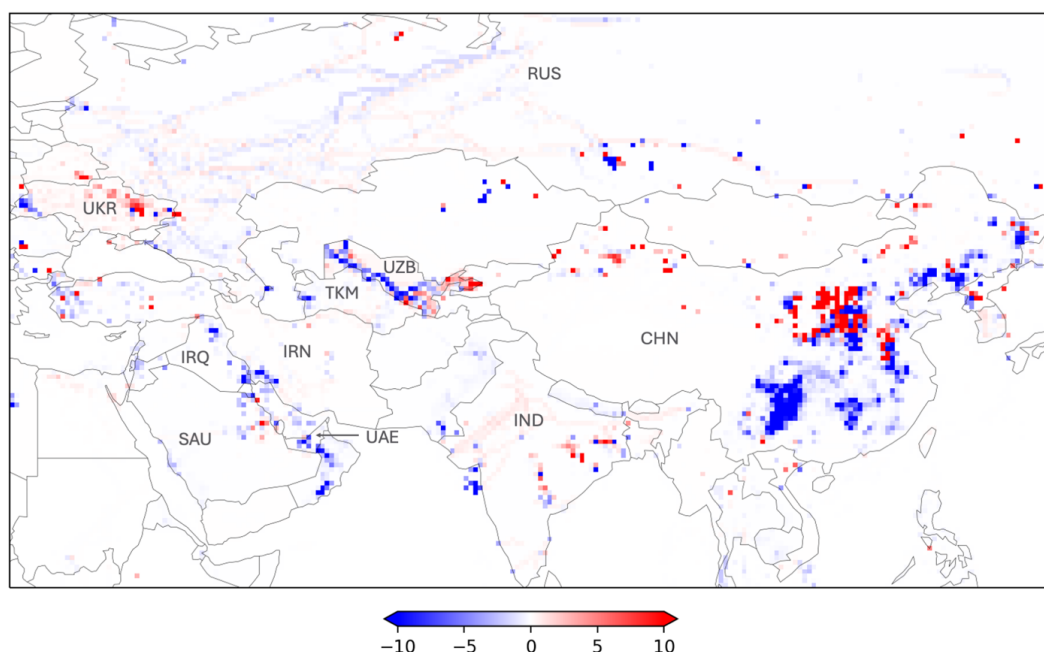 RUS
UKR
UZB
TKM
CHN
IRQ
IRN
IND
SAU
UAE
−10 −5 0 5 10